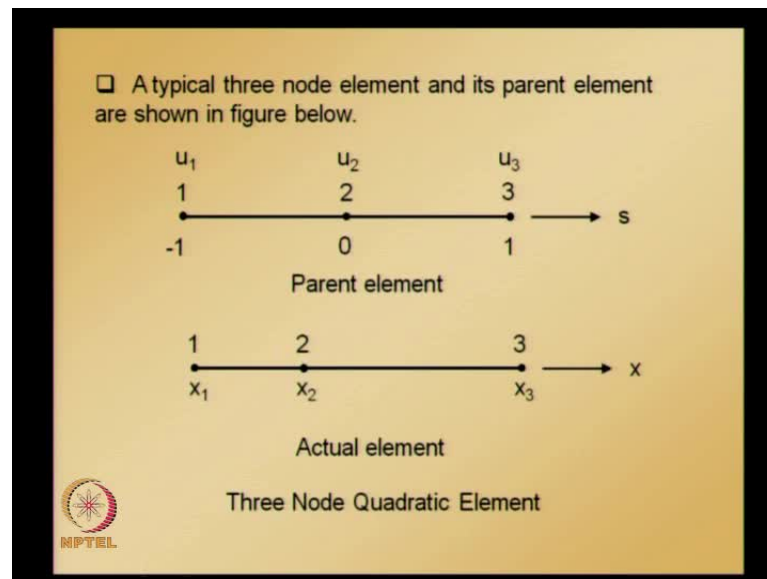 ❑ A typical three node element and its parent element
are shown in figure below.
u₁ u₂ u₃
1 2 3
s
-1 0 1
Parent element
1 2 3
x
x₁ x₂ x₃
Actual element
Three Node Quadratic Element
NPTEL